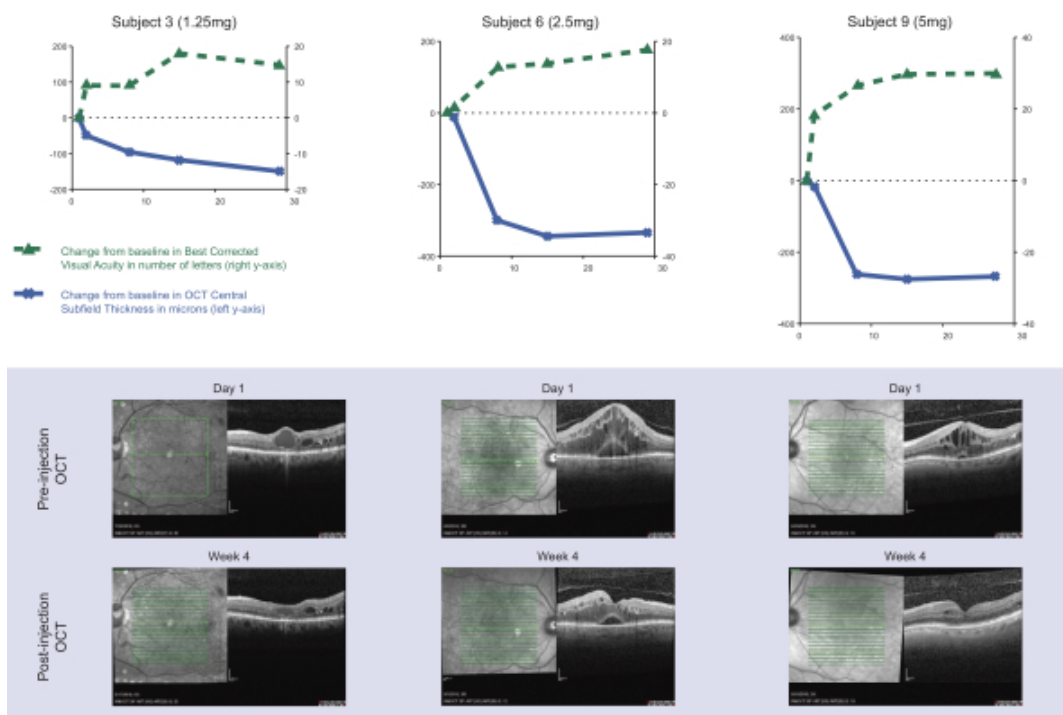 Subject 3 (1.25mg)
Subject 6 (2.5mg)
Subject 9 (5mg)
200
100
0
-100
-200
20
10
0
-10
-20
0
10
20
30
200
0
-200
-400
20
0
-20
-40
0
10
20
30
400
200
0
-200
-400
40
20
0
-20
-40
0
10
20
30
Change from baseline in Best Corrected
Visual Acuity in number of letters (right y-axis)
Change from baseline in OCT Central
Subfield Thickness in microns (left y-axis)
Day 1
Day 1
Day 1
Pre-injection
OCT
Week 4
Week 4
Week 4
Post-injection
OCT